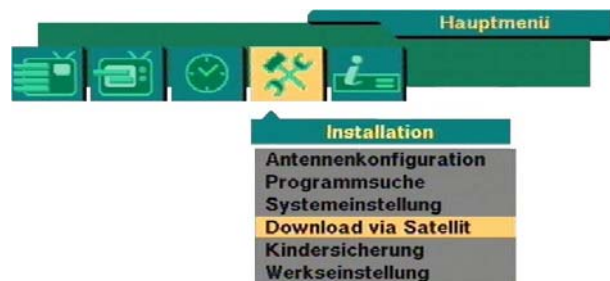 Hauptmenü
Installation
Antennenkonfiguration
Programmsuche
Systemeinstellung
Download via Satellit
Kindersicherung
Werkseinstellung